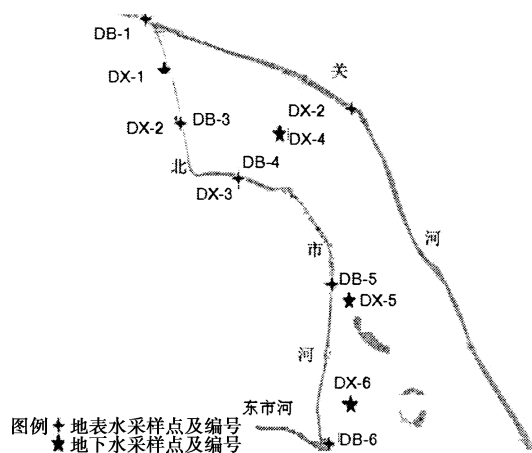 DB-1
关
DX-1
DX-2
DX-2
DB-3
DX-4
北
DB-4
DX-3
市
河
DB-5
DX-5
河
DX-6
东市河
图例 地表水采样点及编号
地下水采样点及编号
DB-6